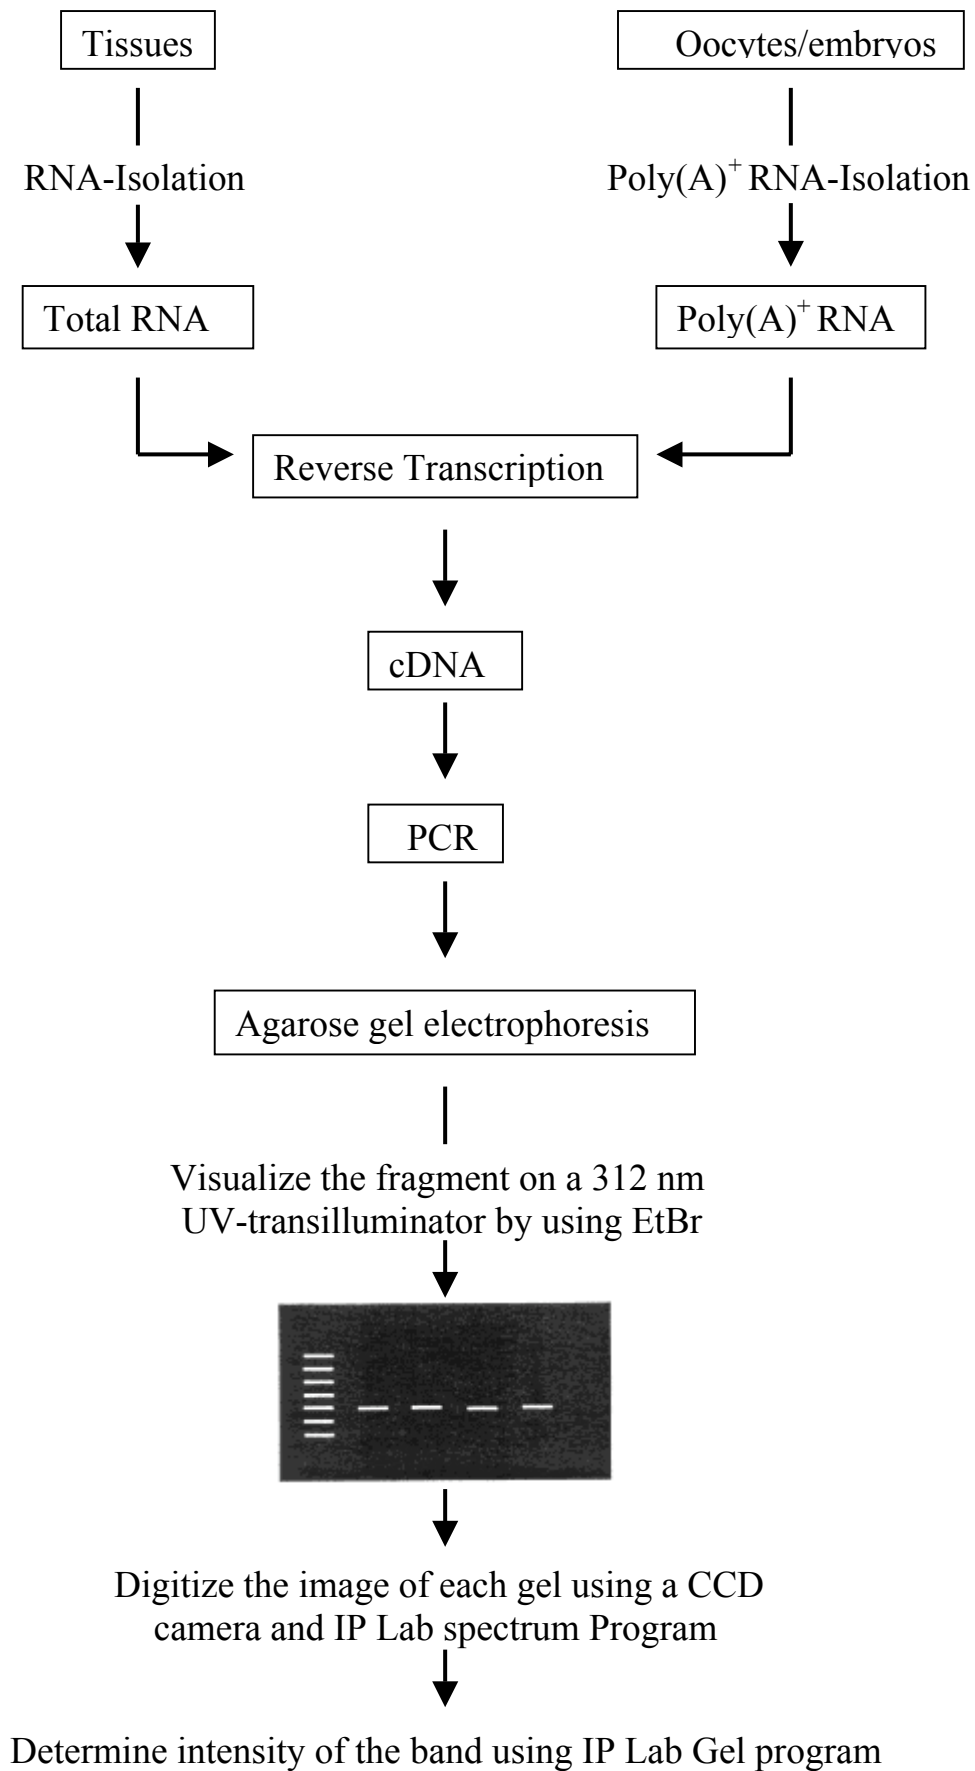 Tissues
Oocytes/embryos
RNA-Isolation
Poly(A)+ RNA-Isolation
Total RNA
Poly(A)+ RNA
Reverse Transcription
cDNA
PCR
Agarose gel electrophoresis
Visualize the fragment on a 312 nm
UV-transilluminator by using EtBr
Digitize the image of each gel using a CCD
camera and IP Lab spectrum Program
Determine intensity of the band using IP Lab Gel program